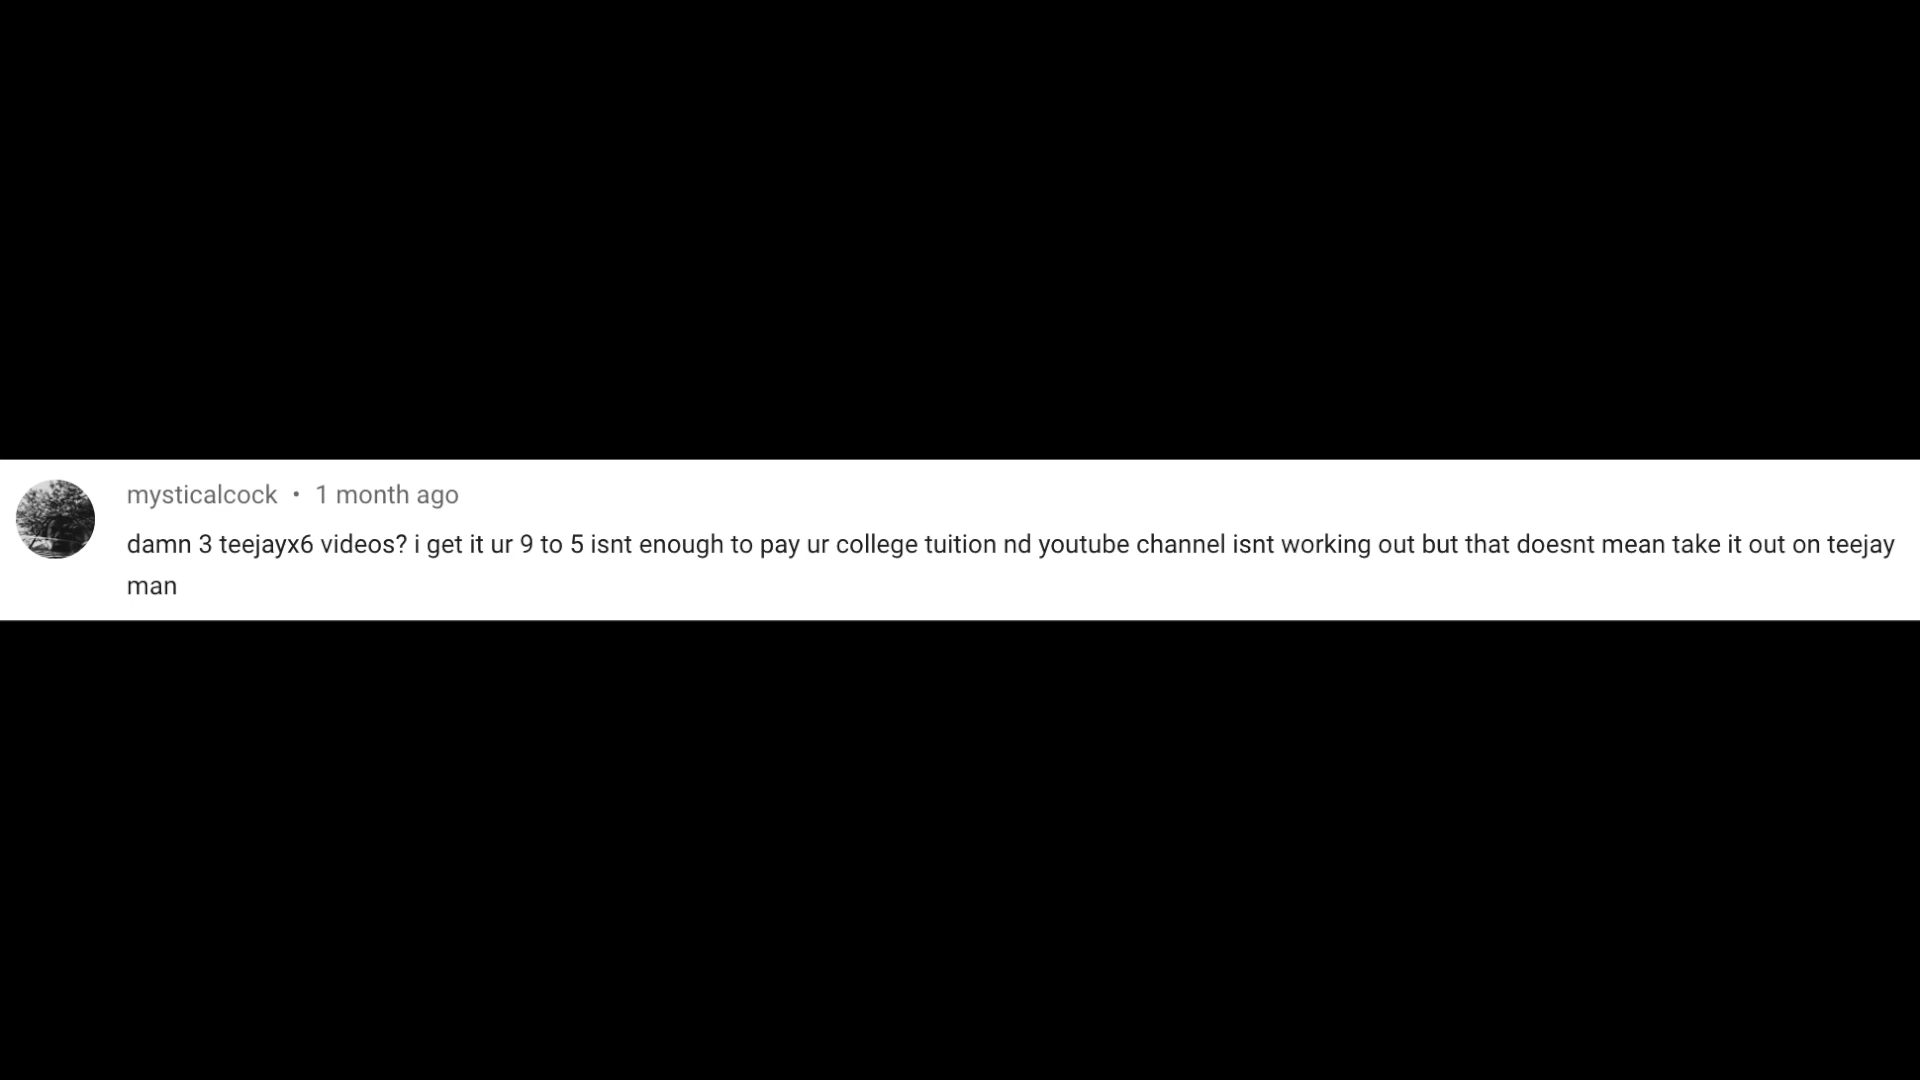 mysticalcock • 1 month ago
damn 3 teejayx6 videos? i get it ur 9 to 5 isnt enough to pay ur college tuition nd youtube channel isnt working out but that doesnt mean take it out on teejay
man